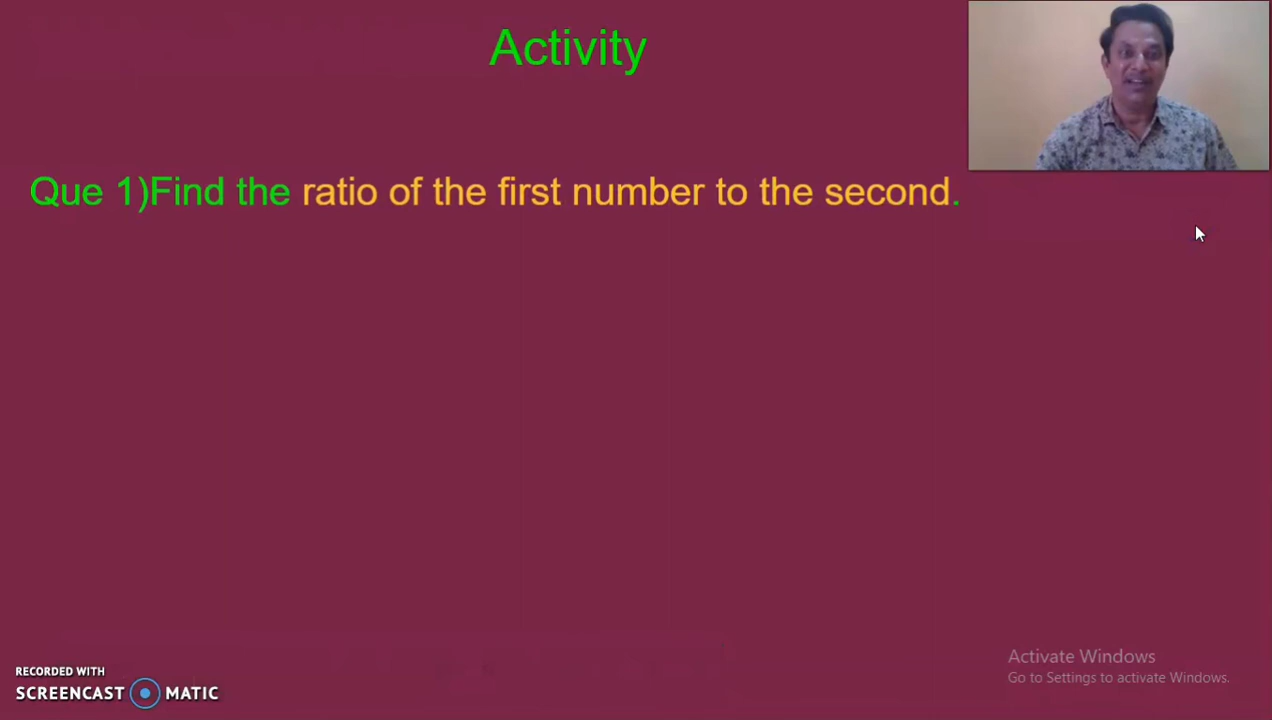 Activity
Que 1)Find the ratio of the first number to the second.
Activate Windows
Go to Settings to activate Windows.
RECORDED WITH
SCREENCAST MATIC